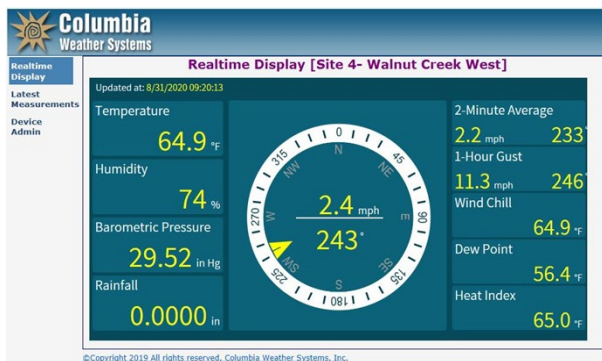 Columbia
Weather Systems
Realtime Display
Latest Measurements
Device Admin
Realtime Display [Site 4- Walnut Creek West]
Updated at: 8/31/2020 09:20:13
Temperature
64.9 °F
Humidity
74 %
Barometric Pressure
29.52 in Hg
Rainfall
0.0000 in
0
45
90
135
180
225
270
315
N
NE
E
SE
S
SW
W
NW
2.4 mph
243°
2-Minute Average
2.2 mph 233°
1-Hour Gust
11.3 mph 246°
Wind Chill
64.9 °F
Dew Point
56.4 °F
Heat Index
65.0 °F
©Copyright 2019 All rights reserved, Columbia Weather Systems, Inc.